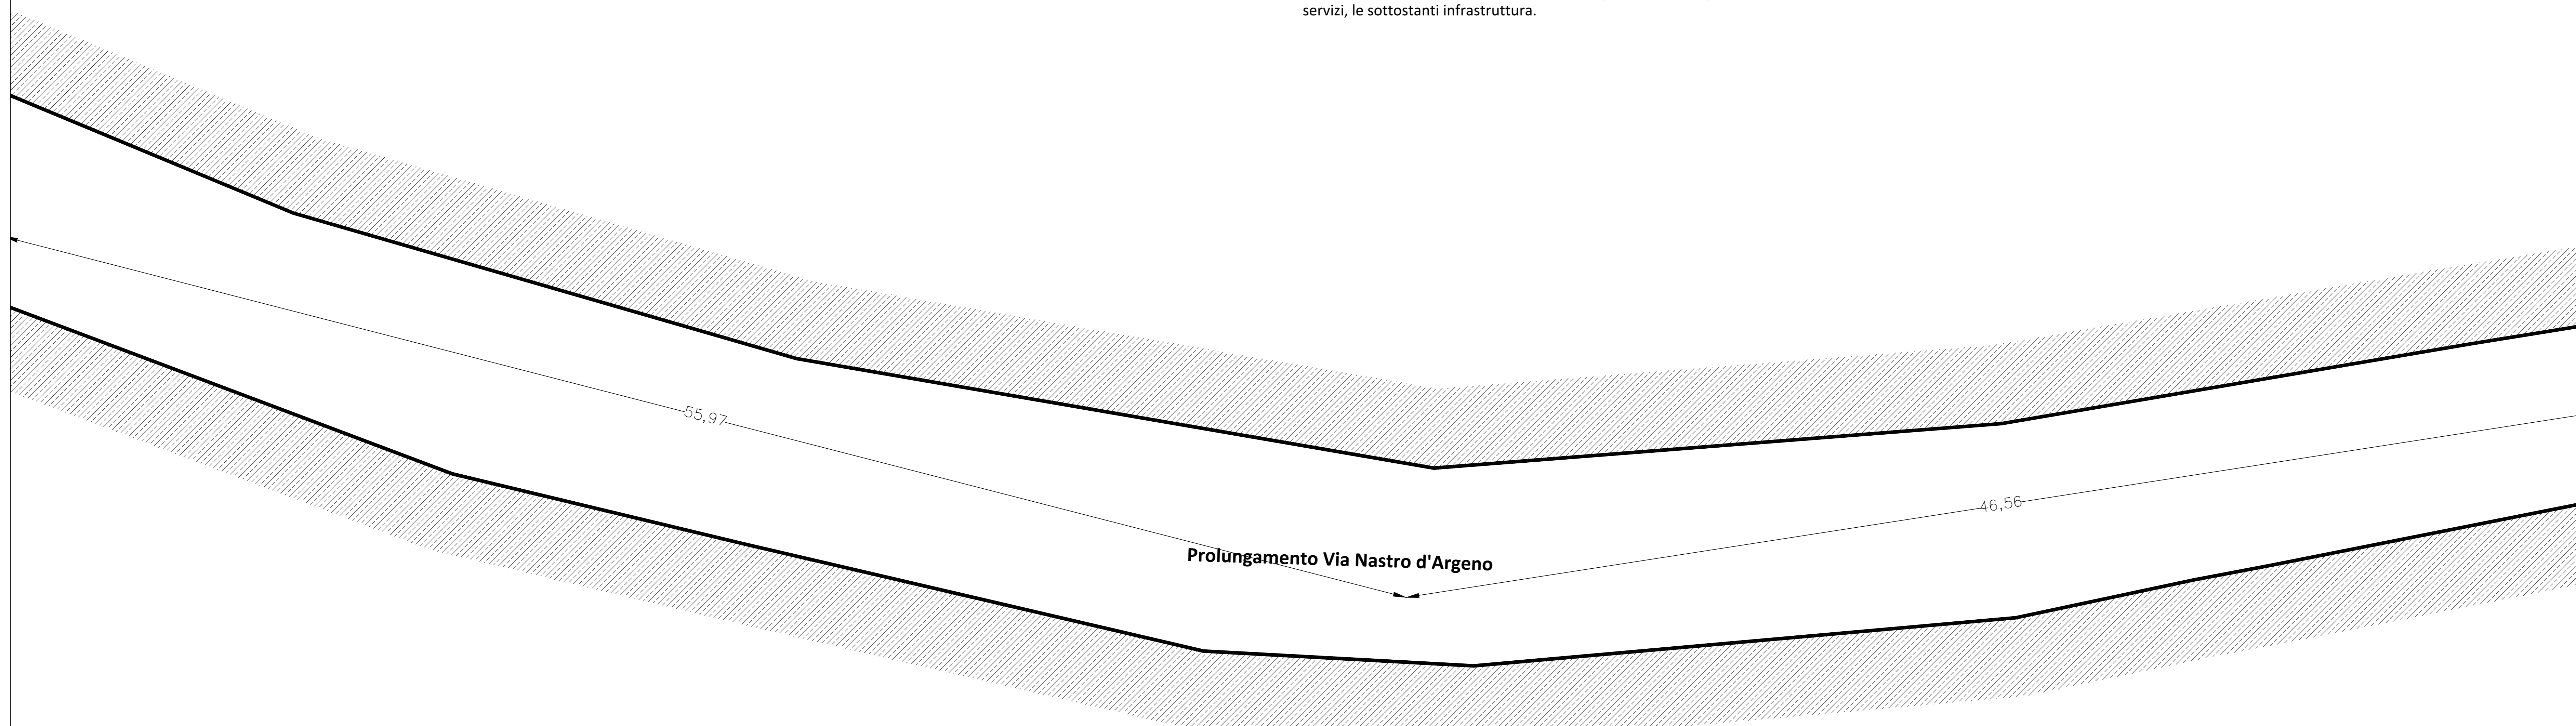 servizi, le sottostanti infrastruttura.
55,97
46,56
Prolungamento Via Nastro d'Argeno